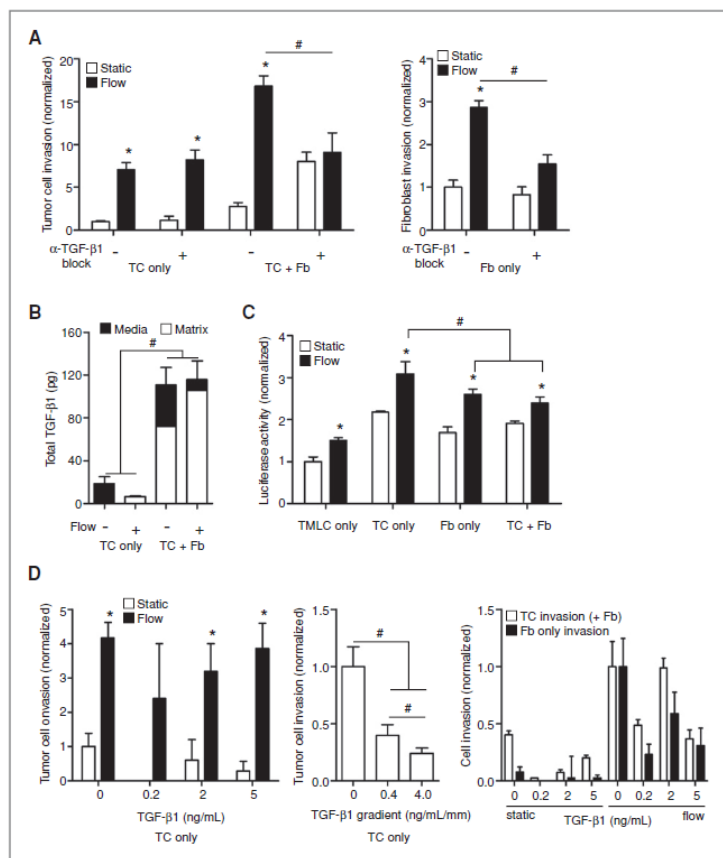 A
Tumor cell invasion (normalized)
20
15
10
5
0
Static
Flow
*
*
*
#
α-TGF-β1
block
- + - +
TC only TC + Fb
Fibroblast invasion (normalized)
4
3
2
1
0
Static
Flow
*
#
α-TGF-β1
block
- +
Fb only
B
Total TGF-β1 (pg)
160
120
80
40
0
Media Matrix
#
Flow - + - +
TC only TC + Fb
C
Luciferase activity (normalized)
4
3
2
1
0
Static
Flow
*
*
*
*
#
TMLC only TC only Fb only TC + Fb
D
Tumor cell onvasion (normalized)
5
4
3
2
1
0
Static
Flow
*
*
*
0 0.2 2 5
TGF-β1 (ng/mL)
TC only
Tumor cell invasion (normalized)
1.5
1.0
0.5
0.0
#
#
0 0.4 4.0
TGF-β1 gradient (ng/mL/mm)
TC only
Cell invasion (normalized)
1.5
1.0
0.5
0.0
TC invasion (+ Fb)
Fb only invasion
0 0.2 2 5 0 0.2 2 5
static TGF-β1 (ng/mL) flow